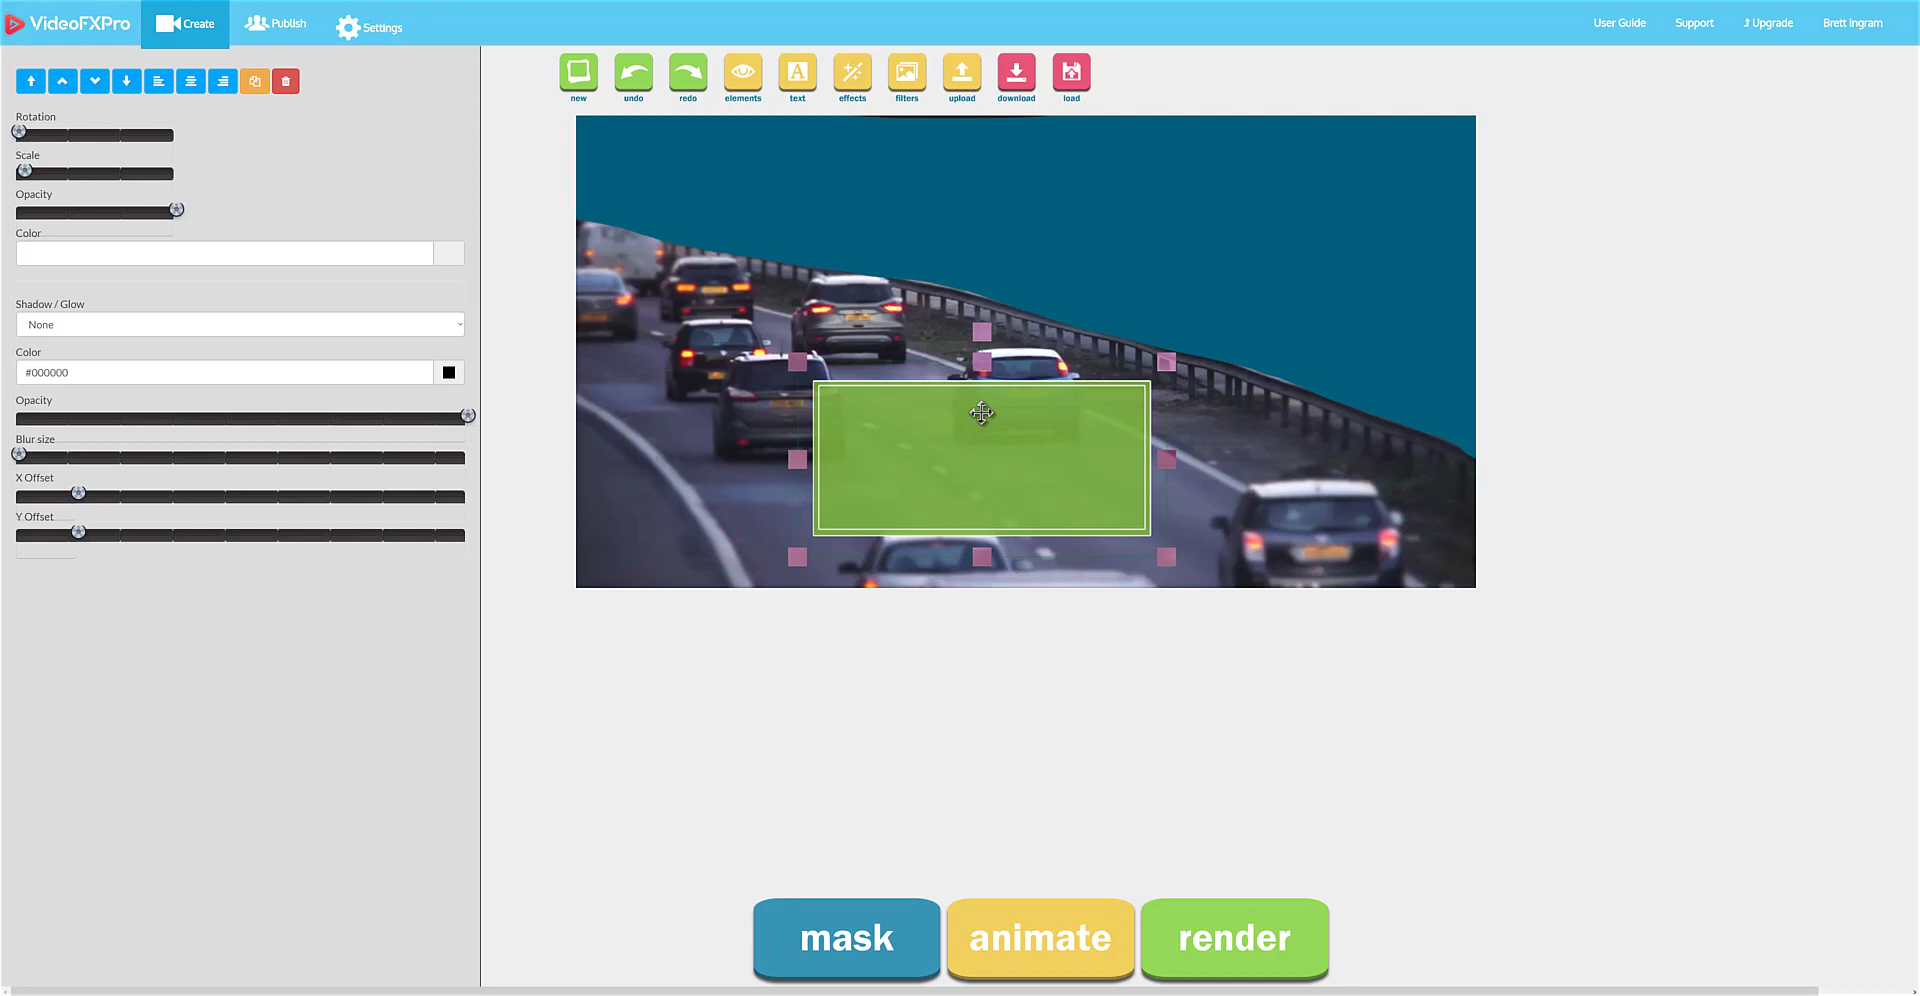 VideoFXPro
Create
Publish
Settings
User Guide
Support
Upgrade
Brett Ingram
new
undo
redo
elements
text
effects
filters
upload
download
load
Rotation
Scale
Opacity
Color
Shadow / Glow
None
Color
#000000
Opacity
Blur size
X Offset
Y Offset
mask
animate
render